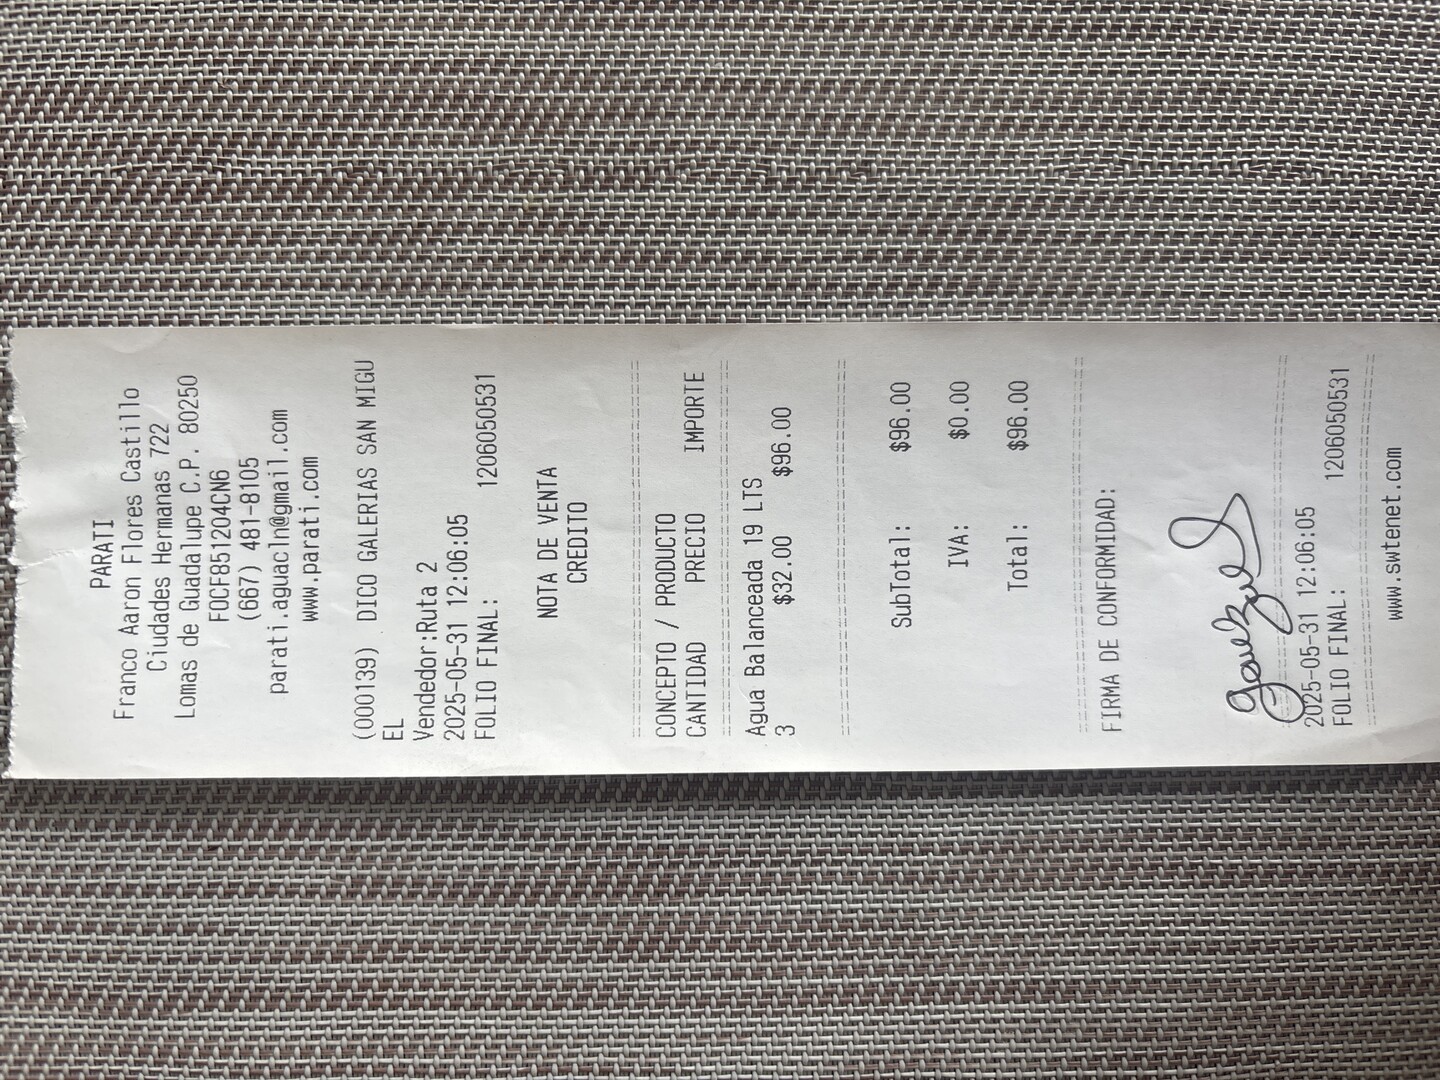 PARATI
Franco Aaron Flores Castillo
Ciudades Hermanas 722
Lomas de Guadalupe C.P. 80250
FOCF851204CN6
(667) 481-8105
parati.aguacln@gmail.com
www.parati.com
(000139) DICO GALERIAS SAN MIGU
EL
Vendedor:Ruta 2
2025-05-31 12:06:05
FOLIO FINAL: 1206050531
NOTA DE VENTA
CREDITO
CONCEPTO / PRODUCTO
CANTIDAD PRECIO IMPORTE
Agua Balanceada 19 LTS
3 $32.00 $96.00
SubTotal: $96.00
IVA: $0.00
Total: $96.00
FIRMA DE CONFORMIDAD:
2025-05-31 12:06:05
FOLIO FINAL: 1206050531
www.swtenet.com